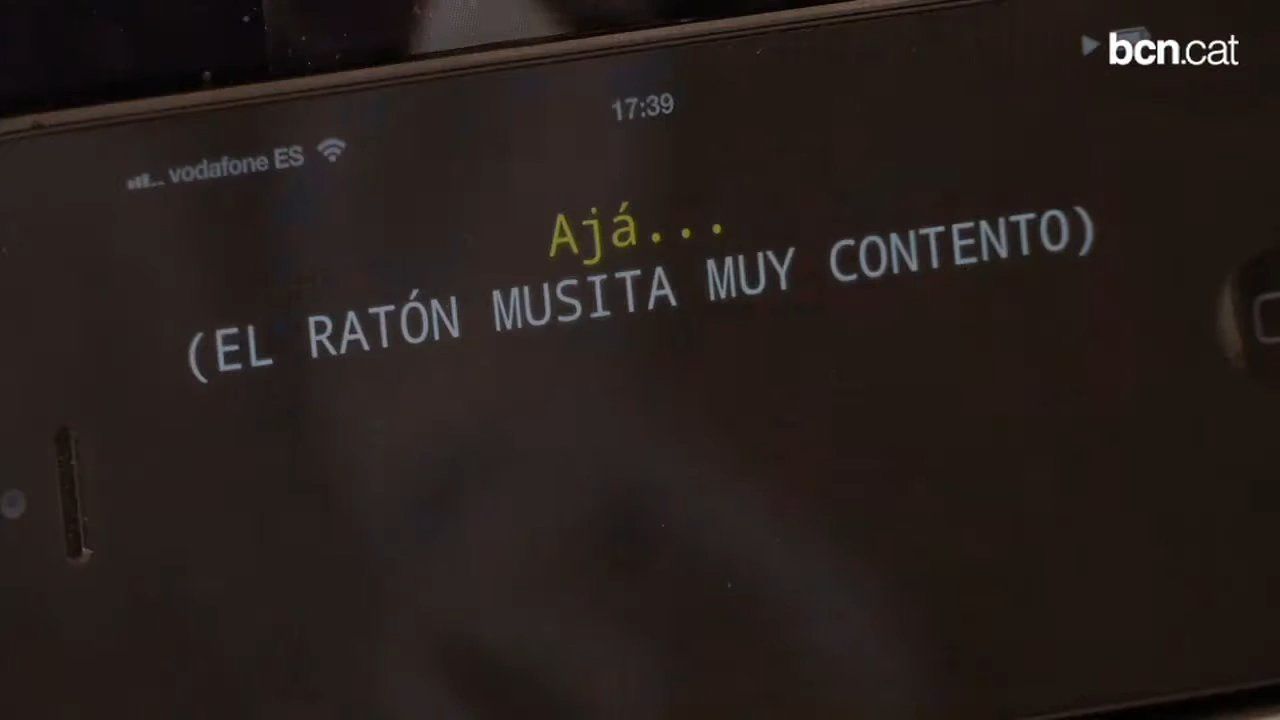 bcn.cat
17:39
vodafone ES
Ajá...
(EL RATÓN MUSITA MUY CONTENTO)